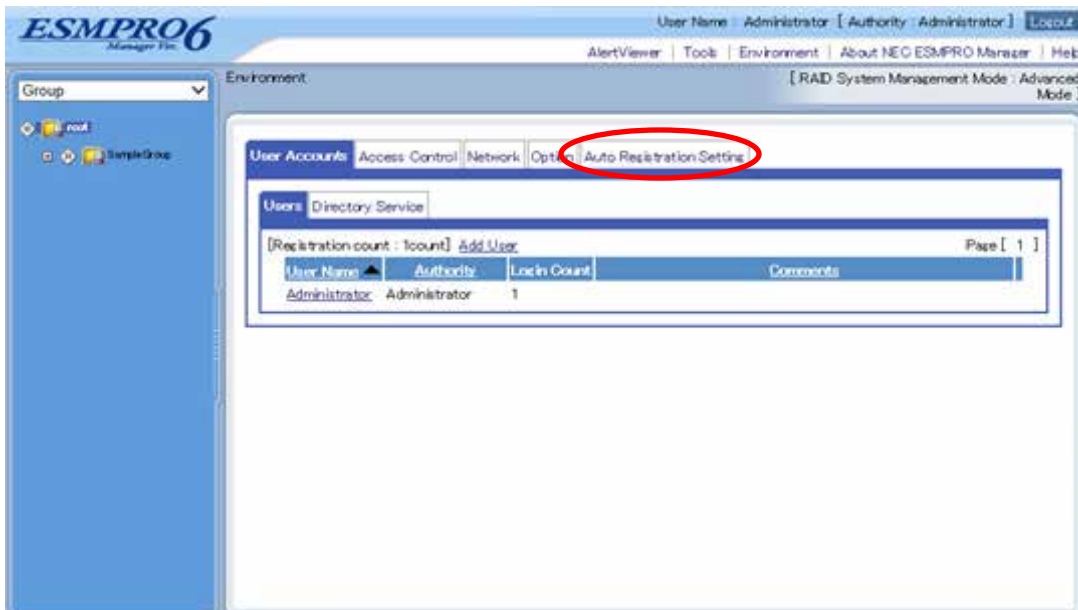 ESMPRO6
Manager Ver.
User Name : Administrator [ Authority : Administrator ] Logout
AlertViewer | Tools | Environment | About NEC ESMPRO Manager | Help
Group
Environment
[ RAID System Management Mode : Advanced
Mode ]
root
SampleGroup
User Accounts Access Control Network Option Auto Registration Setting
Users Directory Service
[Registration count : 1count] Add User Page [ 1 ]
User Name Authority Login Count Comments
Administrator Administrator 1